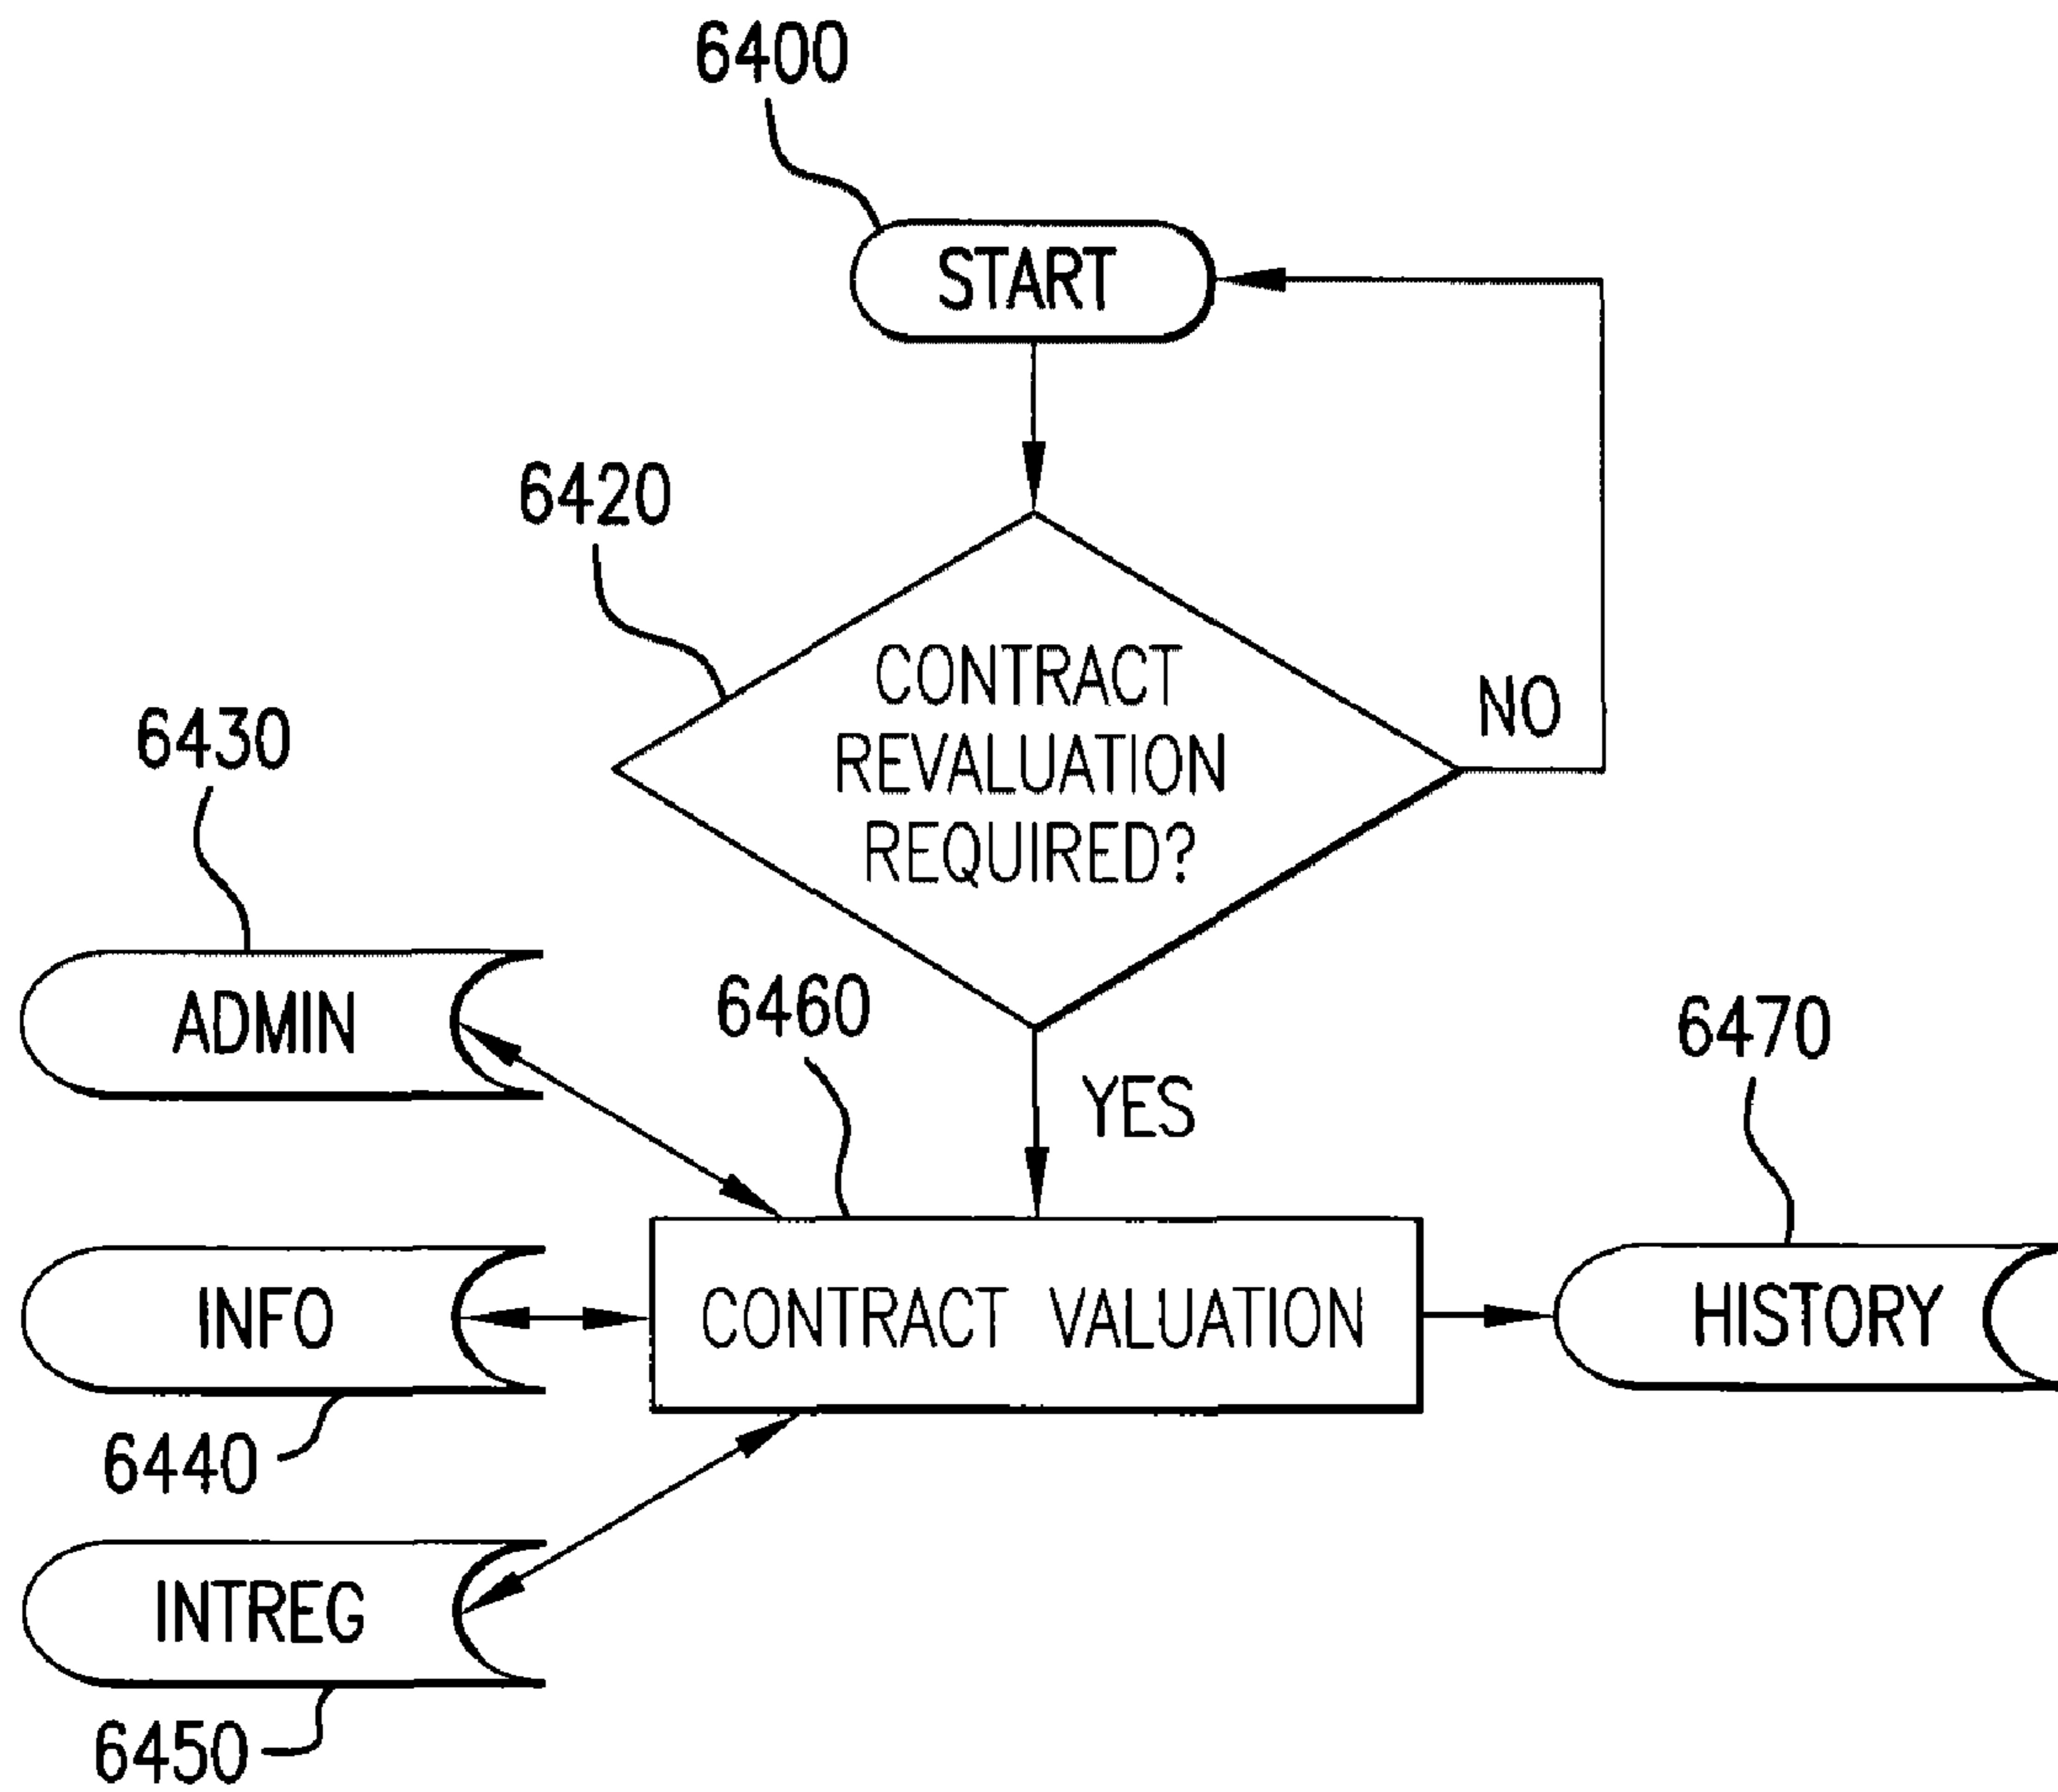 6400
START
6420
CONTRACT
REVALUATION
REQUIRED?
NO
6430
ADMIN
6460
YES
6470
INFO
CONTRACT VALUATION
HISTORY
6440
INTREG
6450